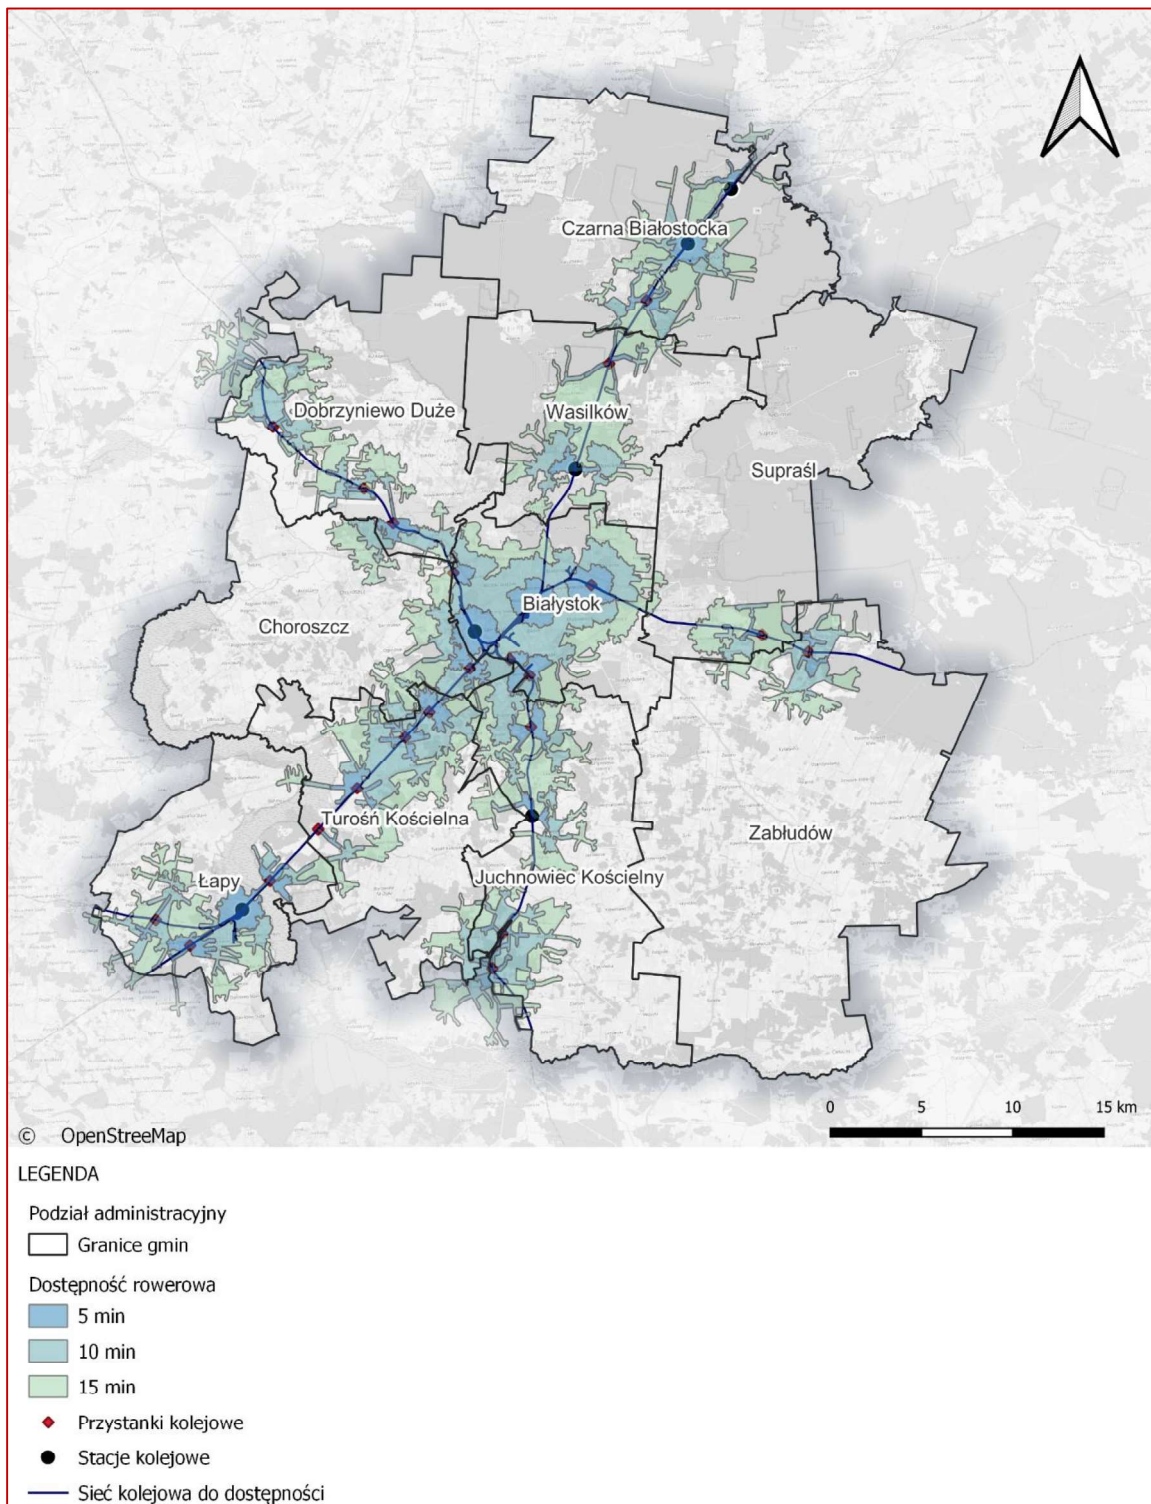 Czarna Białostocka
Dobrzyniewo Duże
Wasilków
Supraśl
Białystok
Choroszcz
Turośń Kościelna
Zabłudów
Juchnowiec Kościelny
Łapy
0 5 10 15 km
© OpenStreeMap
LEGENDA
Podział administracyjny
Granice gmin
Dostępność rowerowa
5 min
10 min
15 min
Przystanki kolejowe
Stacje kolejowe
Sieć kolejowa do dostępności